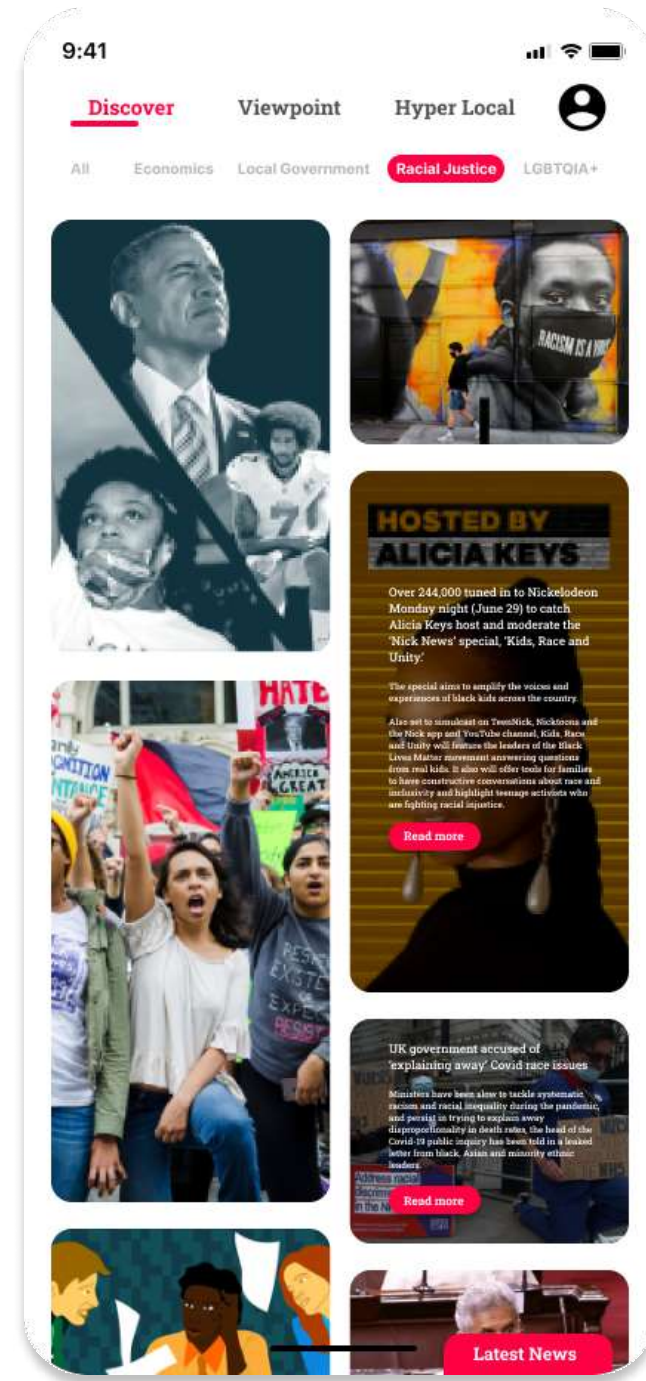 9:41
Discover Viewpoint Hyper Local
All Economics Local Government Racial Justice LGBTQIA+
RACISM IS A
7
HOSTED BY
ALICIA KEYS
Over 244,000 tuned in to Nickelodeon
Monday night (June 29) to catch
Alicia Keys host and moderate the
'Nick News' special, 'Kids, Race and
Unity.'
The special aims to amplify the voices and
experiences of black kids across the country.
Also set to simulcast on TeenNick, Nicktoons and
the Nick app and YouTube channel, Kids, Race
and Unity will feature the leaders of the Black
Lives Matter movement answering questions
from real kids. It also will offer tools for families
to have constructive conversations about race and
inclusivity and highlight teenage activists who
are fighting racial injustice.
Read more
HATE
AMERICA
GREAT
EXIST
EXPEC
RESIST
UK government accused of
'explaining away' Covid race issues
Ministers have been slow to tackle systematic
racism and racial inequality during the pandemic,
and persist in trying to explain away
disproportionality in death rates, the head of the
Covid-19 public inquiry has been told in a leaked
letter from black, Asian and minority ethnic
leaders.
Address racial
in the
NHS
Read more
Latest News